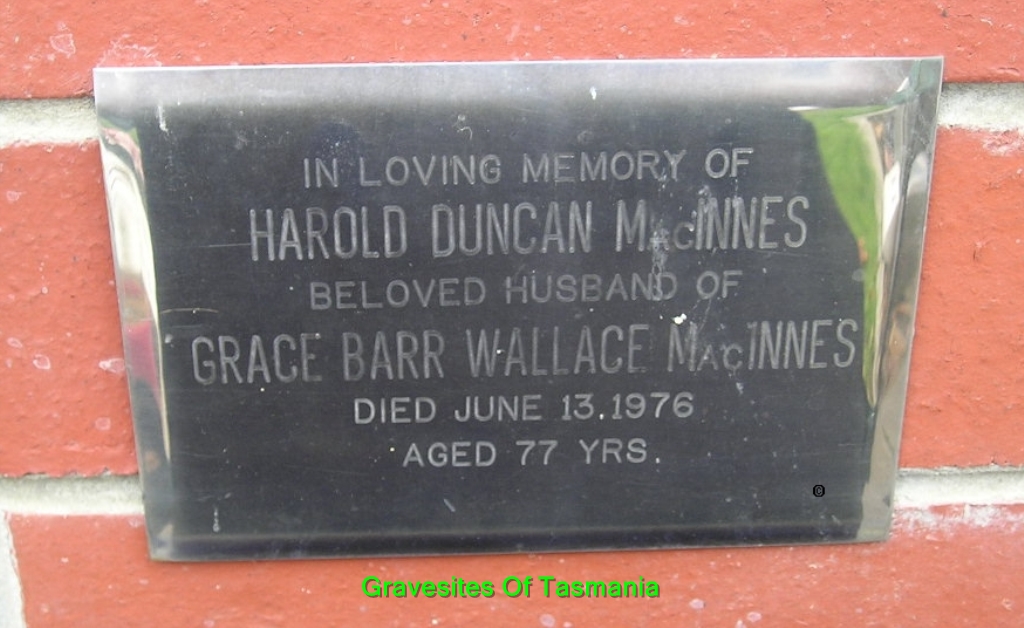 IN LOVING MEMORY OF
HAROLD DUNCAN MACINNES
BELOVED HUSBAND OF
GRACE BARR WALLACE MACINNES
DIED JUNE 13.1976
AGED 77 YRS.
©
Gravesites Of Tasmania